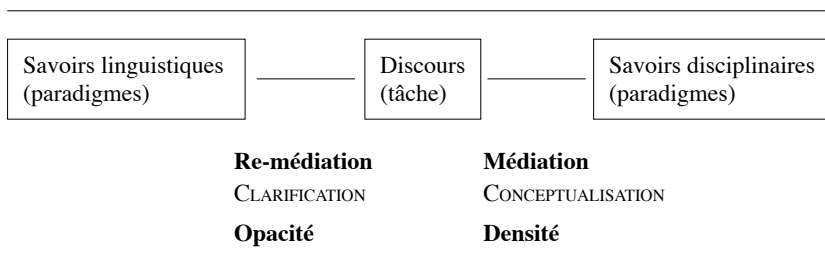 Savoirs linguistiques
(paradigmes)
Discours
(tâche)
Savoirs disciplinaires
(paradigmes)
Re-médiation
CLARIFICATION
Opacité
Médiation
CONCEPTUALISATION
Densité